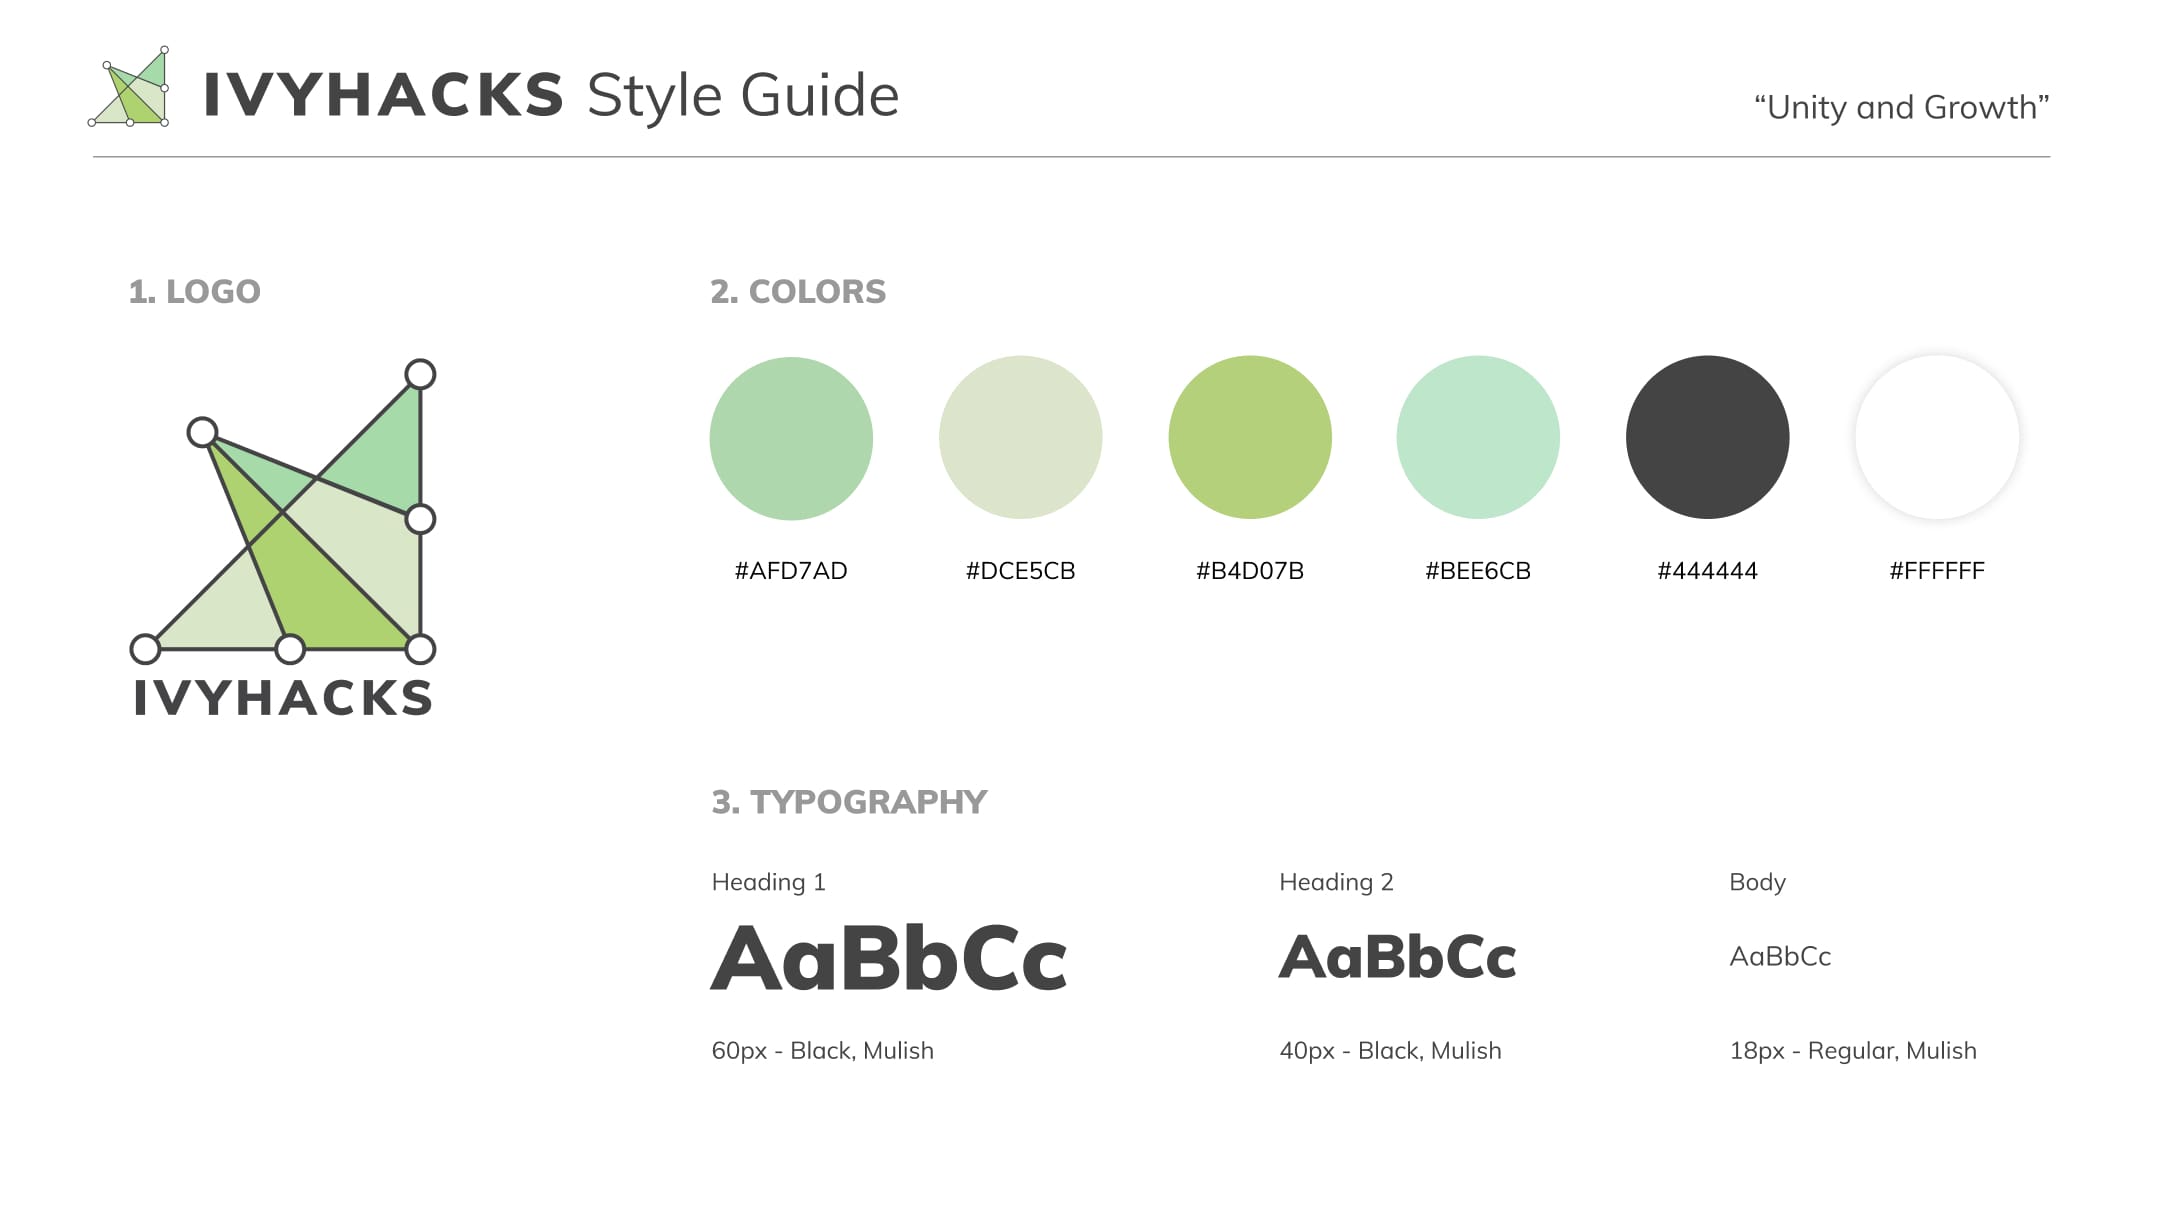 IVYHACKS Style Guide
“Unity and Growth”
1. LOGO
IVYHACKS
2. COLORS
#AFD7AD
#DCE5CB
#B4D07B
#BEE6CB
#444444
#FFFFFF
3. TYPOGRAPHY
Heading 1
AaBbCc
60px - Black, Mulish
Heading 2
AaBbCc
40px - Black, Mulish
Body
AaBbCc
18px - Regular, Mulish